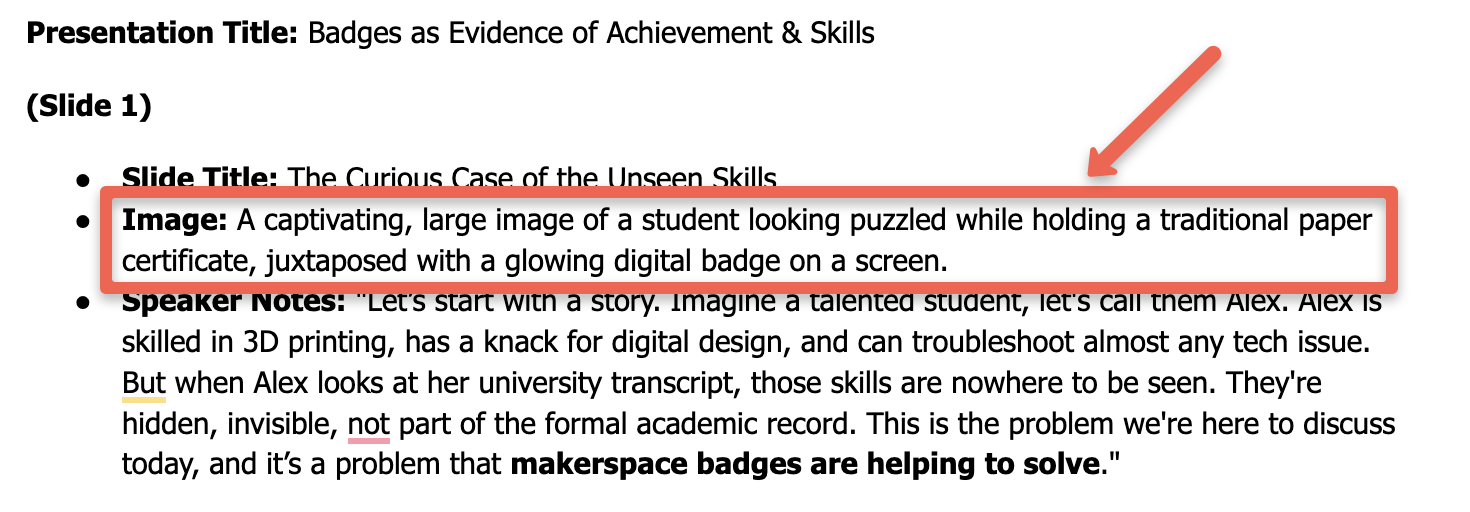 Presentation Title: Badges as Evidence of Achievement & Skills
(Slide 1)
● Slide Title: The Curious Case of the Unseen Skills
● Image: A captivating, large image of a student looking puzzled while holding a traditional paper
certificate, juxtaposed with a glowing digital badge on a screen.
● Speaker Notes: "Let's start with a story. Imagine a talented student, let's call them Alex. Alex is
skilled in 3D printing, has a knack for digital design, and can troubleshoot almost any tech issue.
But when Alex looks at her university transcript, those skills are nowhere to be seen. They're
hidden, invisible, not part of the formal academic record. This is the problem we're here to discuss
today, and it’s a problem that makerspace badges are helping to solve."